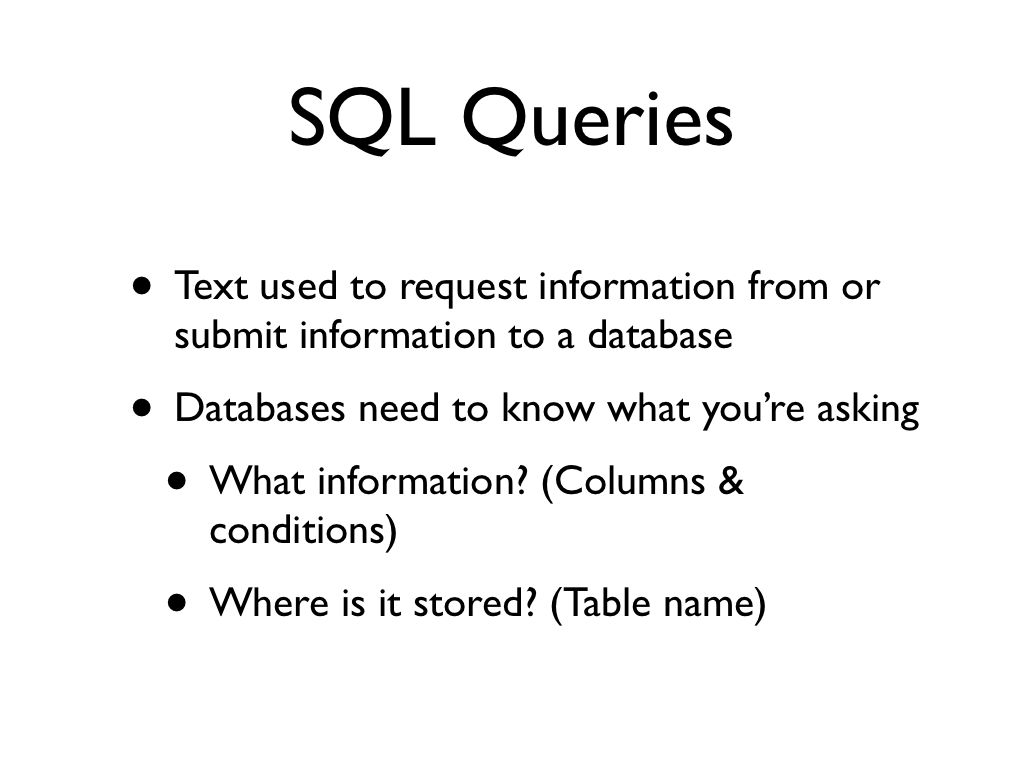 SQL Queries
• Text used to request information from or
submit information to a database
• Databases need to know what you’re asking
• What information? (Columns &
conditions)
• Where is it stored? (Table name)